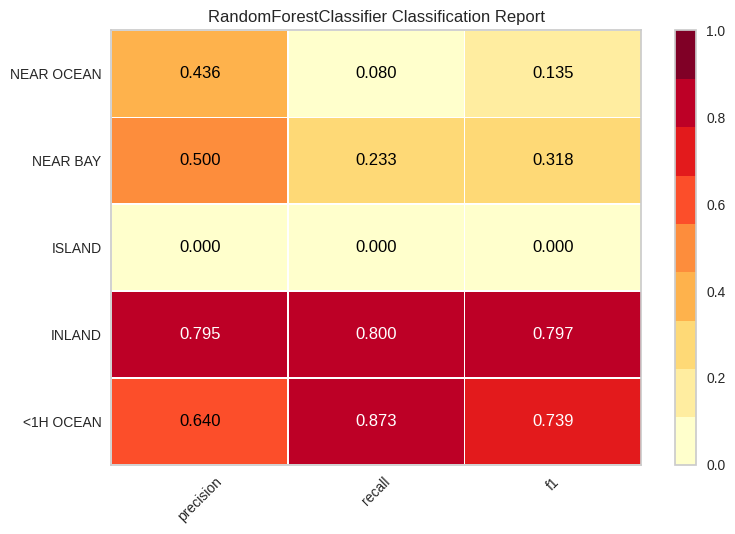 RandomForestClassifier Classification Report
NEAR OCEAN 0.436 0.080 0.135
NEAR BAY 0.500 0.233 0.318
ISLAND 0.000 0.000 0.000
INLAND 0.795 0.800 0.797
<1H OCEAN 0.640 0.873 0.739
precision recall f1
1.0
0.8
0.6
0.4
0.2
0.0